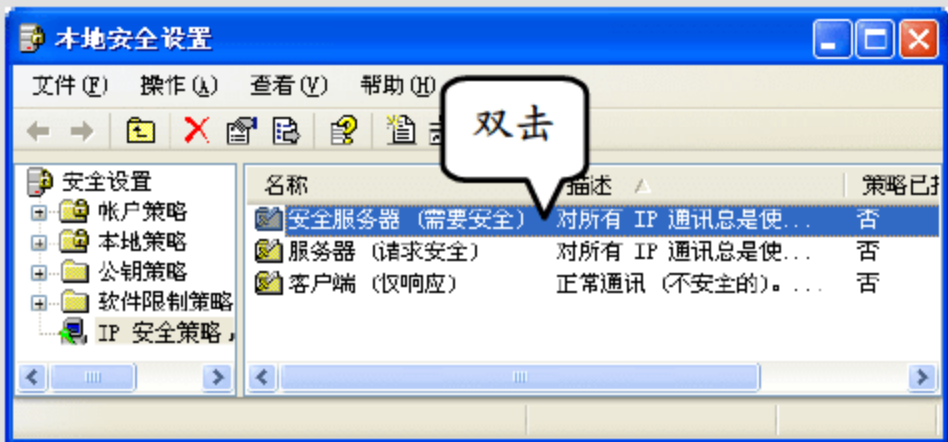 本地安全设置
文件(F) 操作(A) 查看(V) 帮助(H)
双击
安全设置
帐户策略
本地策略
公钥策略
软件限制策略
IP 安全策略,
名称 描述 策略已
安全服务器 (需要安全) 对所有 IP 通讯总是使... 否
服务器 (请求安全) 对所有 IP 通讯总是使... 否
客户端 (仅响应) 正常通讯 (不安全的)。... 否